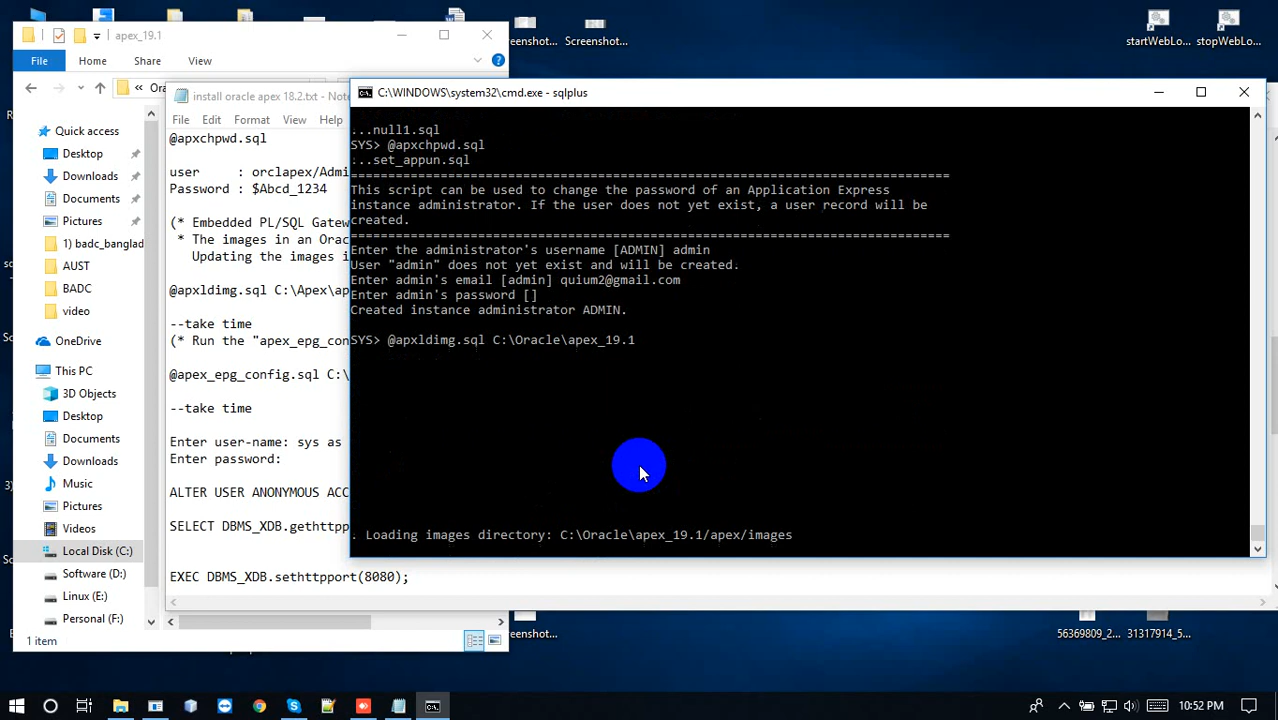 eenshot...
Screenshot...
startWebLo...
stopWebLo...
apex_19.1
File
Home
Share
View
« Ora
Quick access
Desktop
Downloads
Documents
Pictures
1) badc_banglad
AUST
BADC
video
OneDrive
This PC
3D Objects
Desktop
Documents
Downloads
Music
Pictures
Videos
Local Disk (C:)
Software (D:)
Linux (E:)
Personal (F:)
1 item
install oracle apex 18.2.txt - Note
File
Edit
Format
View
Help
@apxchpwd.sql
user : orclapex/Admi
Password : $Abcd_1234
(* Embedded PL/SQL Gatew
* The images in an Orac
Updating the images i
@apxldimg.sql C:\Apex\ap
--take time
(* Run the "apex_epg_con
@apex_epg_config.sql C:\
--take time
Enter user-name: sys as
Enter password:
ALTER USER ANONYMOUS ACC
SELECT DBMS_XDB.gethttpp
EXEC DBMS_XDB.sethttpport(8080);
C:\WINDOWS\system32\cmd.exe - sqlplus
...null1.sql
SYS> @apxchpwd.sql
...set_appun.sql
================================================================================
This script can be used to change the password of an Application Express
instance administrator. If the user does not yet exist, a user record will be
created.
================================================================================
Enter the administrator's username [ADMIN] admin
User "admin" does not yet exist and will be created.
Enter admin's email [admin] quium2@gmail.com
Enter admin's password []
Created instance administrator ADMIN.
SYS> @apxldimg.sql C:\Oracle\apex_19.1
. Loading images directory: C:\Oracle\apex_19.1/apex/images
eenshot...
56369809_2...
31317914_5...
10:52 PM